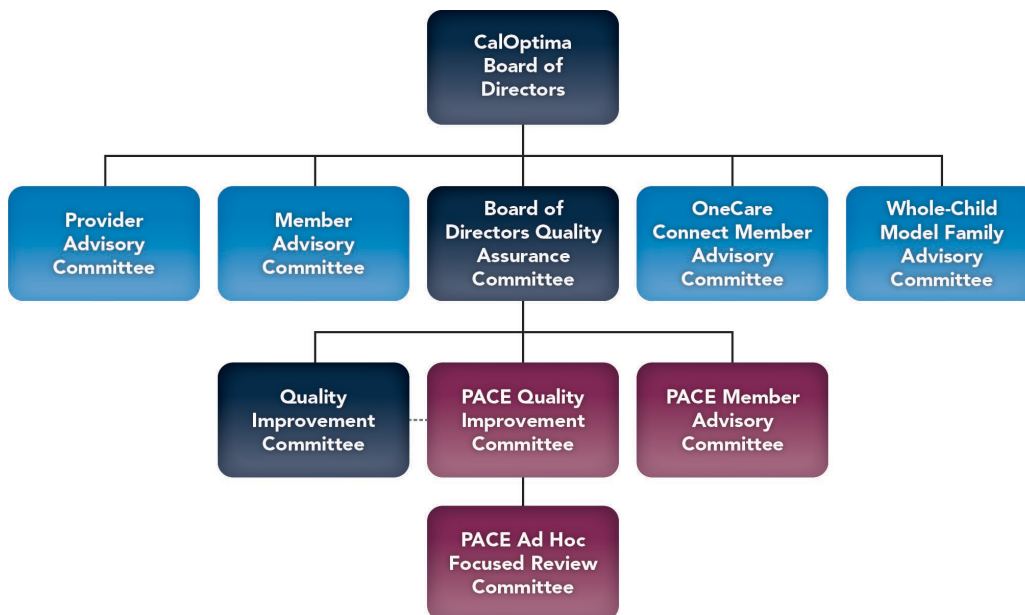 CalOptima
Board of
Directors
Provider
Advisory
Committee
Member
Advisory
Committee
Board of
Directors Quality
Assurance
Committee
OneCare
Connect Member
Advisory
Committee
Whole-Child
Model Family
Advisory
Committee
Quality
Improvement
Committee
PACE Quality
Improvement
Committee
PACE Member
Advisory
Committee
PACE Ad Hoc
Focused Review
Committee